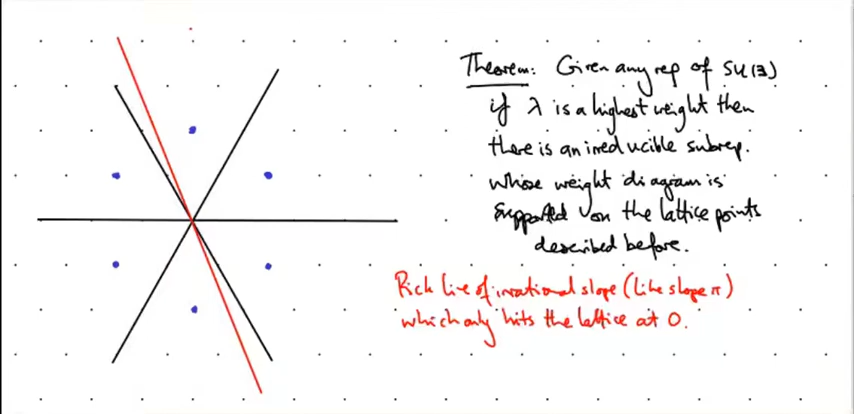 Theorem: Given any rep of SU(3)
if λ is a highest weight then
there is an irreducible subrep.
whose weight diagram is
supported on the lattice points
described before.
Pick line of irrational slope (like slope π)
which only hits the lattice at 0.